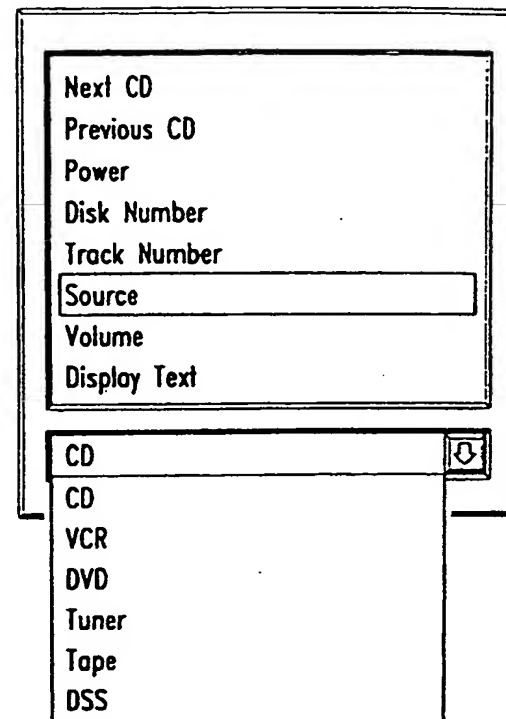 Next CD
Previous CD
Power
Disk Number
Track Number
Source
Volume
Display Text
CD
CD
VCR
DVD
Tuner
Tape
DSS